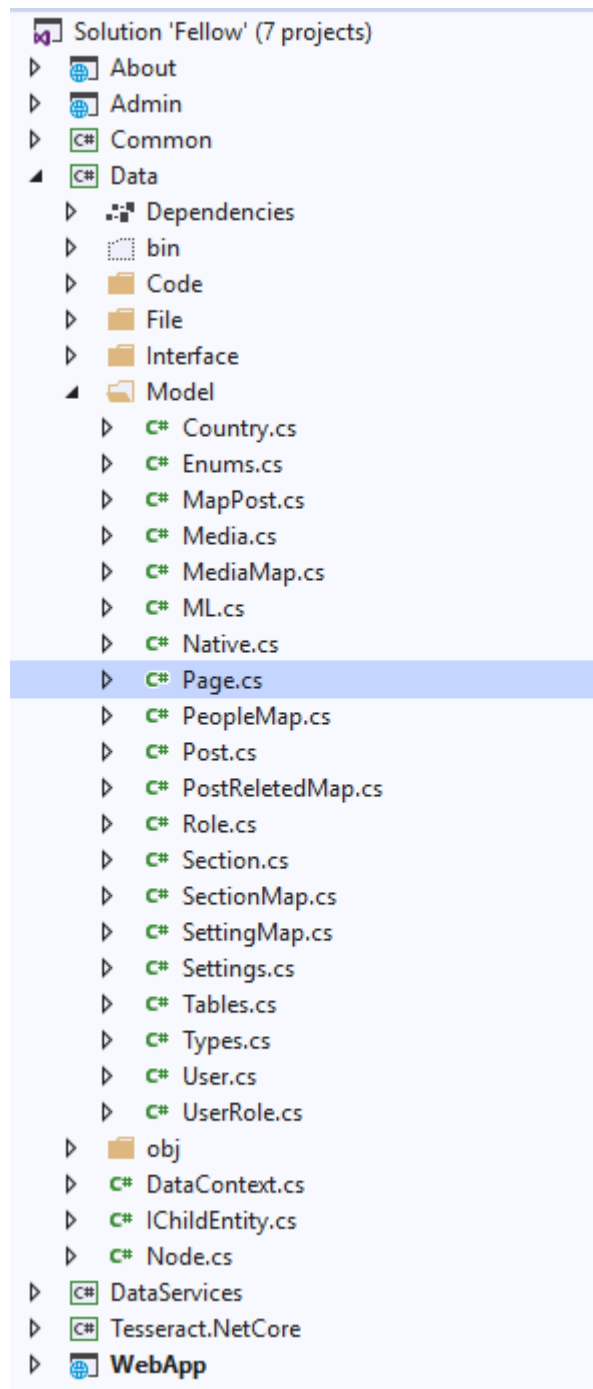 Solution 'Fellow' (7 projects)
About
Admin
C# Common
C# Data
Dependencies
bin
Code
File
Interface
Model
C# Country.cs
C# Enums.cs
C# MapPost.cs
C# Media.cs
C# MediaMap.cs
C# ML.cs
C# Native.cs
C# Page.cs
C# PeopleMap.cs
C# Post.cs
C# PostReletedMap.cs
C# Role.cs
C# Section.cs
C# SectionMap.cs
C# SettingMap.cs
C# Settings.cs
C# Tables.cs
C# Types.cs
C# User.cs
C# UserRole.cs
obj
C# DataContext.cs
C# IChildEntity.cs
C# Node.cs
C# DataServices
C# Tesseract.NetCore
WebApp